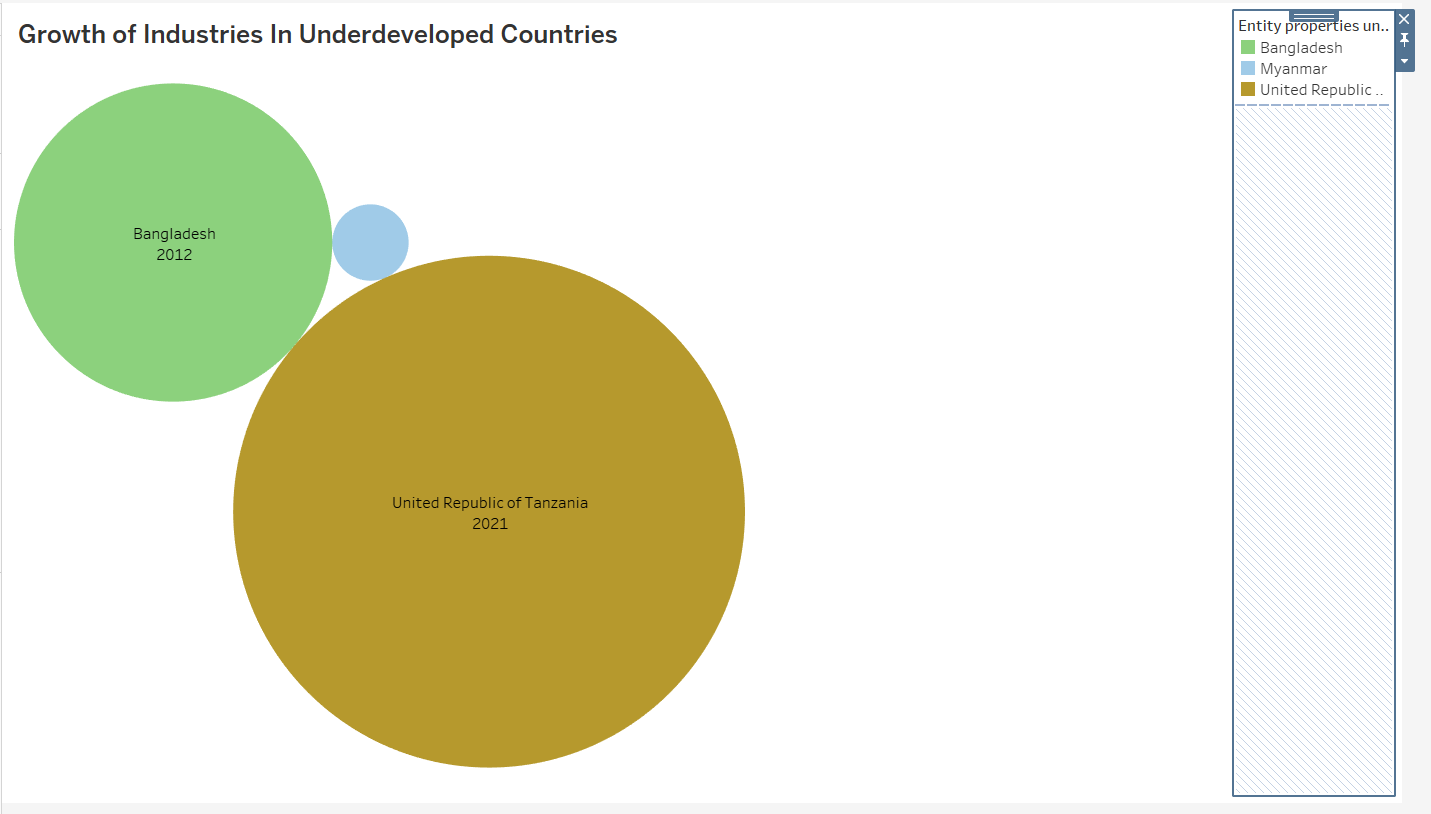 Growth of Industries In Underdeveloped Countries
Entity properties un..
Bangladesh
Myanmar
United Republic ..
Bangladesh
2012
United Republic of Tanzania
2021